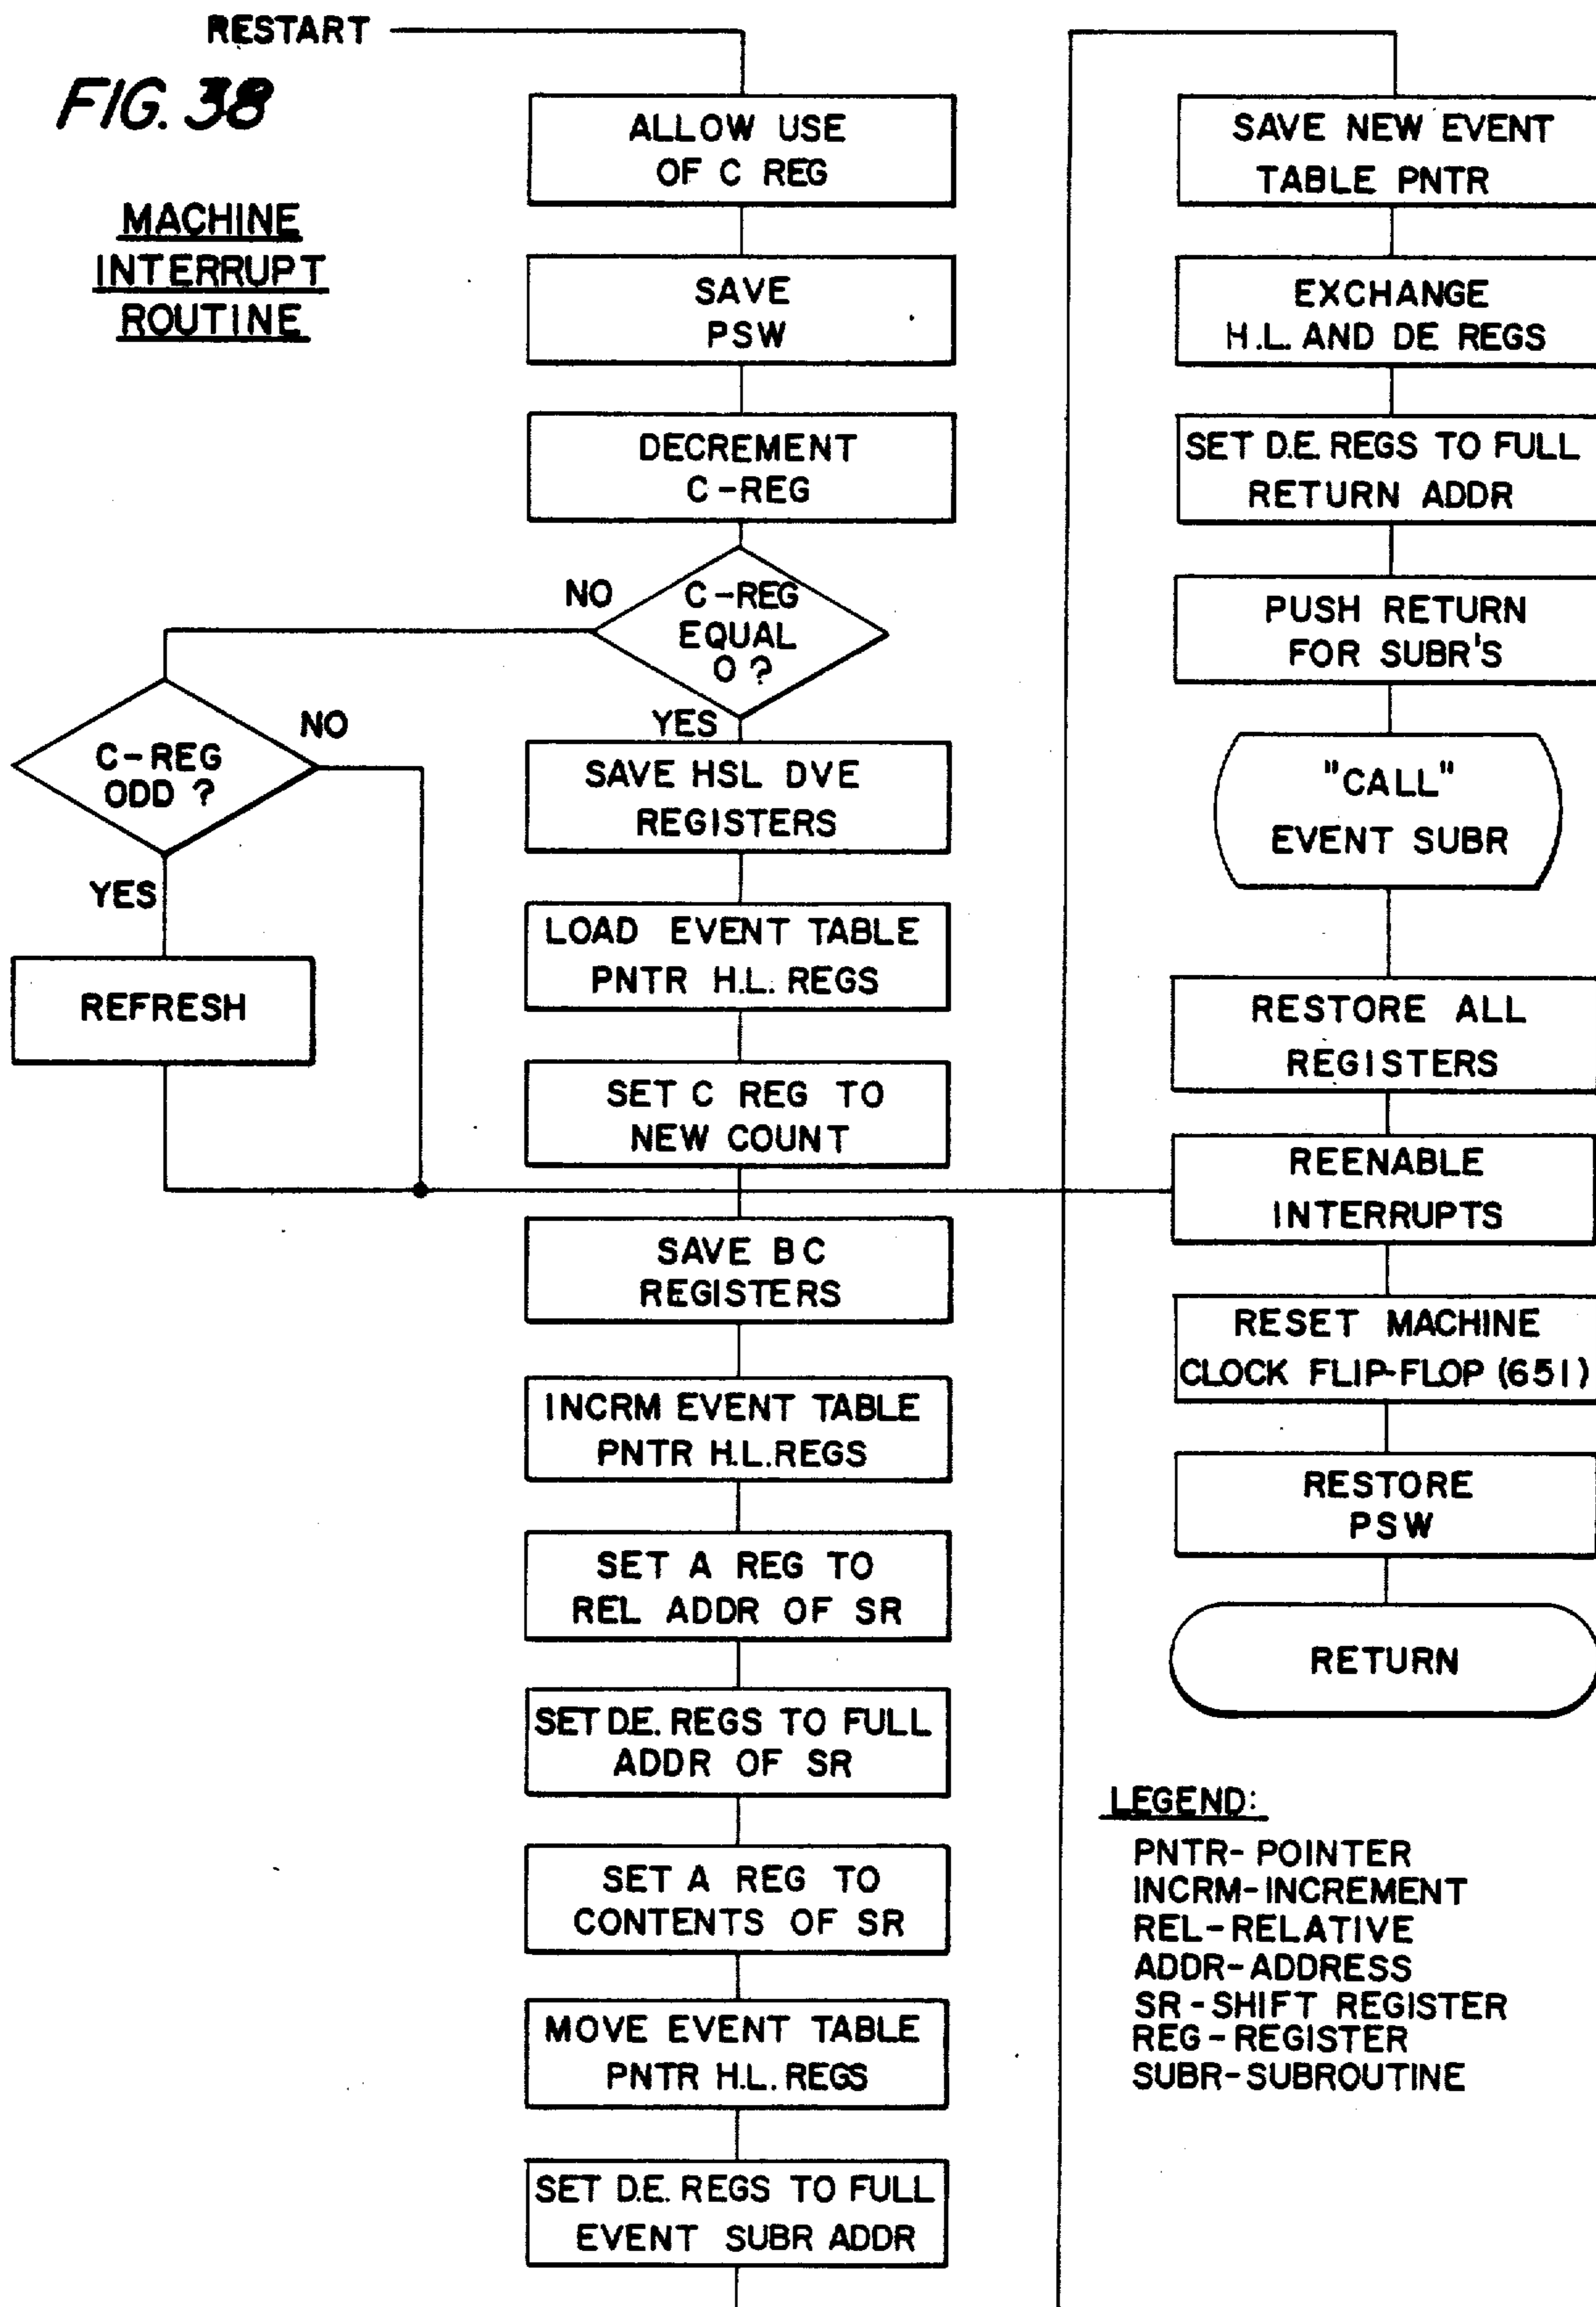 RESTART
FIG. 38
MACHINE
INTERRUPT
ROUTINE
ALLOW USE
OF C REG
SAVE
PSW
DECREMENT
C-REG
C-REG
EQUAL
0 ?
NO
YES
C-REG
ODD ?
NO
YES
REFRESH
SAVE HSL DVE
REGISTERS
LOAD EVENT TABLE
PNTR H.L. REGS
SET C REG TO
NEW COUNT
SAVE BC
REGISTERS
INCRM EVENT TABLE
PNTR H.L. REGS
SET A REG TO
REL ADDR OF SR
SET D.E. REGS TO FULL
ADDR OF SR
SET A REG TO
CONTENTS OF SR
MOVE EVENT TABLE
PNTR H.L. REGS
SET D.E. REGS TO FULL
EVENT SUBR ADDR
SAVE NEW EVENT
TABLE PNTR
EXCHANGE
H.L. AND DE REGS
SET D.E. REGS TO FULL
RETURN ADDR
PUSH RETURN
FOR SUBR'S
"CALL"
EVENT SUBR
RESTORE ALL
REGISTERS
REENABLE
INTERRUPTS
RESET MACHINE
CLOCK FLIP-FLOP (651)
RESTORE
PSW
RETURN
LEGEND:
PNTR-POINTER
INCRM-INCREMENT
REL-RELATIVE
ADDR-ADDRESS
SR-SHIFT REGISTER
REG-REGISTER
SUBR-SUBROUTINE